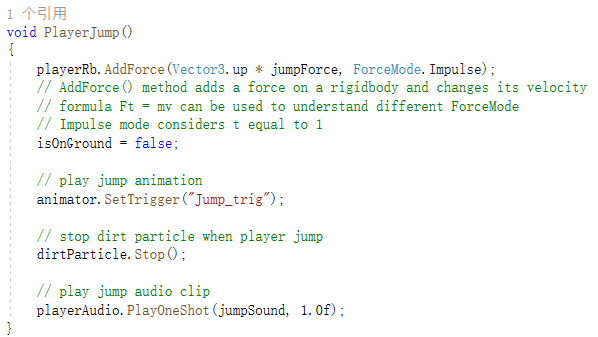 1 个引用
void PlayerJump()
{
playerRb.AddForce(Vector3.up * jumpForce, ForceMode.Impulse);
// AddForce() method adds a force on a rigidbody and changes its velocity
// formula Ft = mv can be used to understand different ForceMode
// Impulse mode considers t equal to 1
isOnGround = false;
// play jump animation
animator.SetTrigger("Jump_trig");
// stop dirt particle when player jump
dirtParticle.Stop();
// play jump audio clip
playerAudio.PlayOneShot(jumpSound, 1.0f);
}